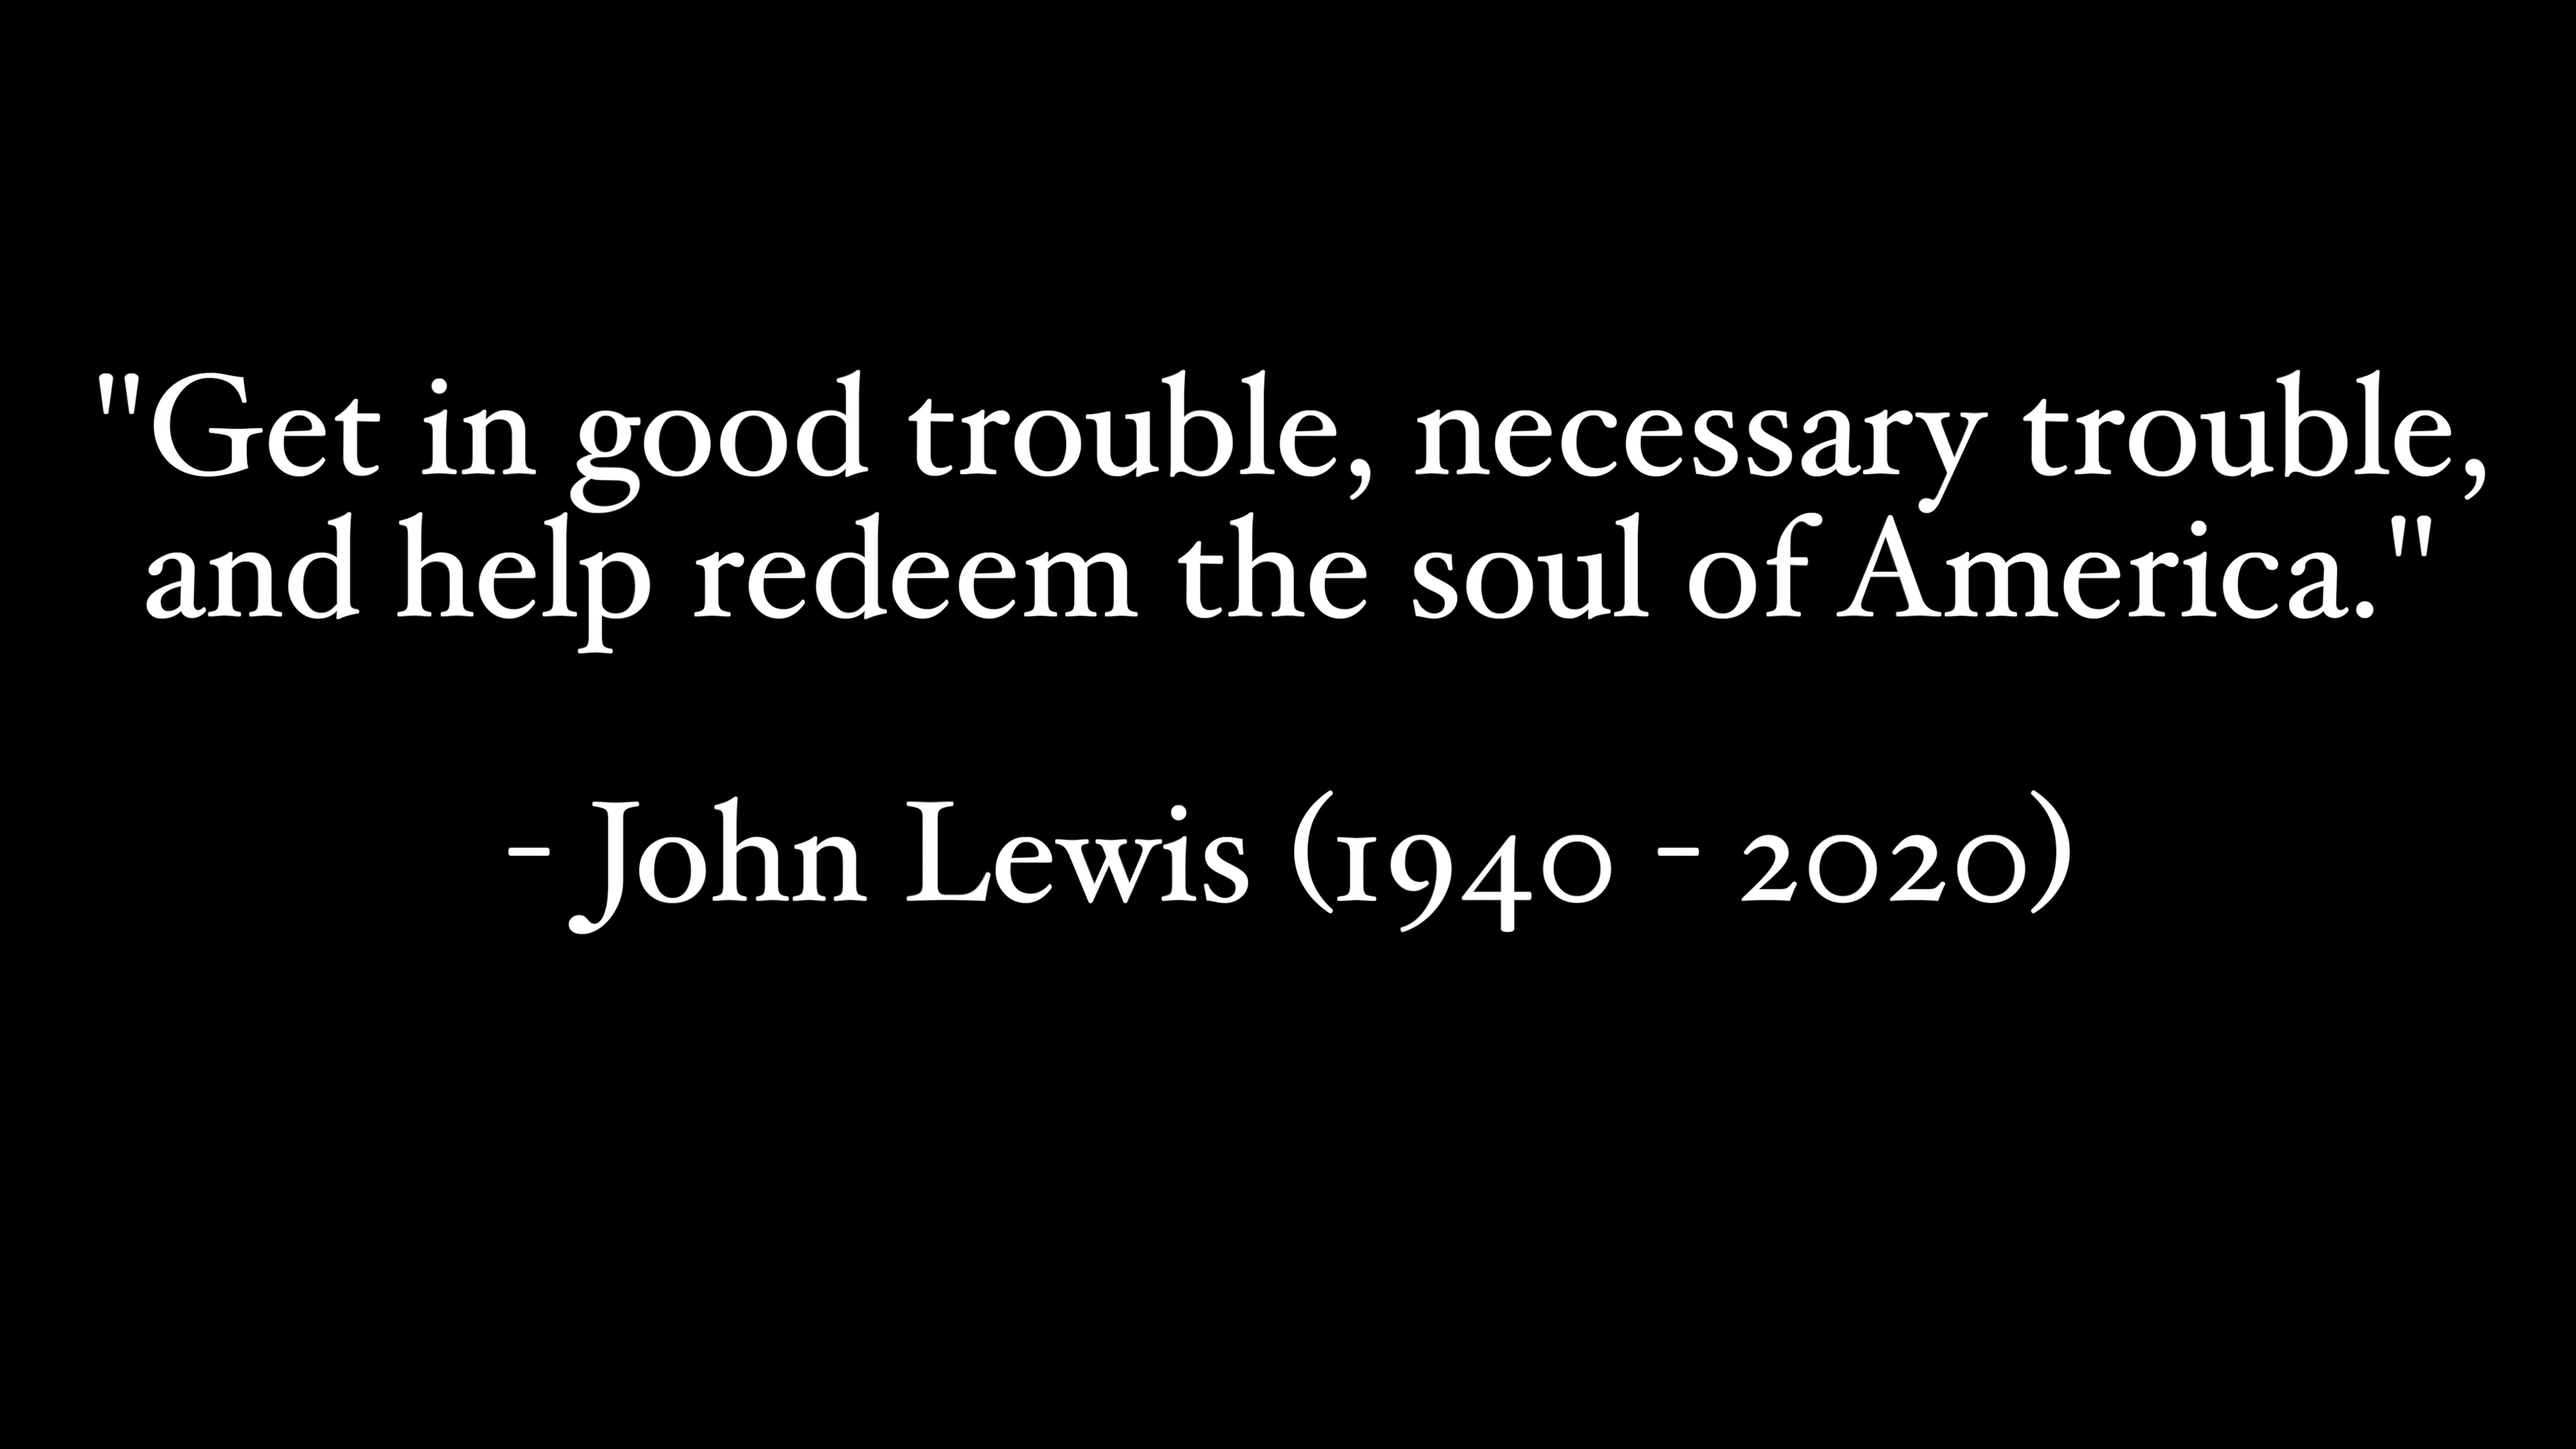 "Get in good trouble, necessary trouble,
and help redeem the soul of America."
- John Lewis (1940 - 2020)